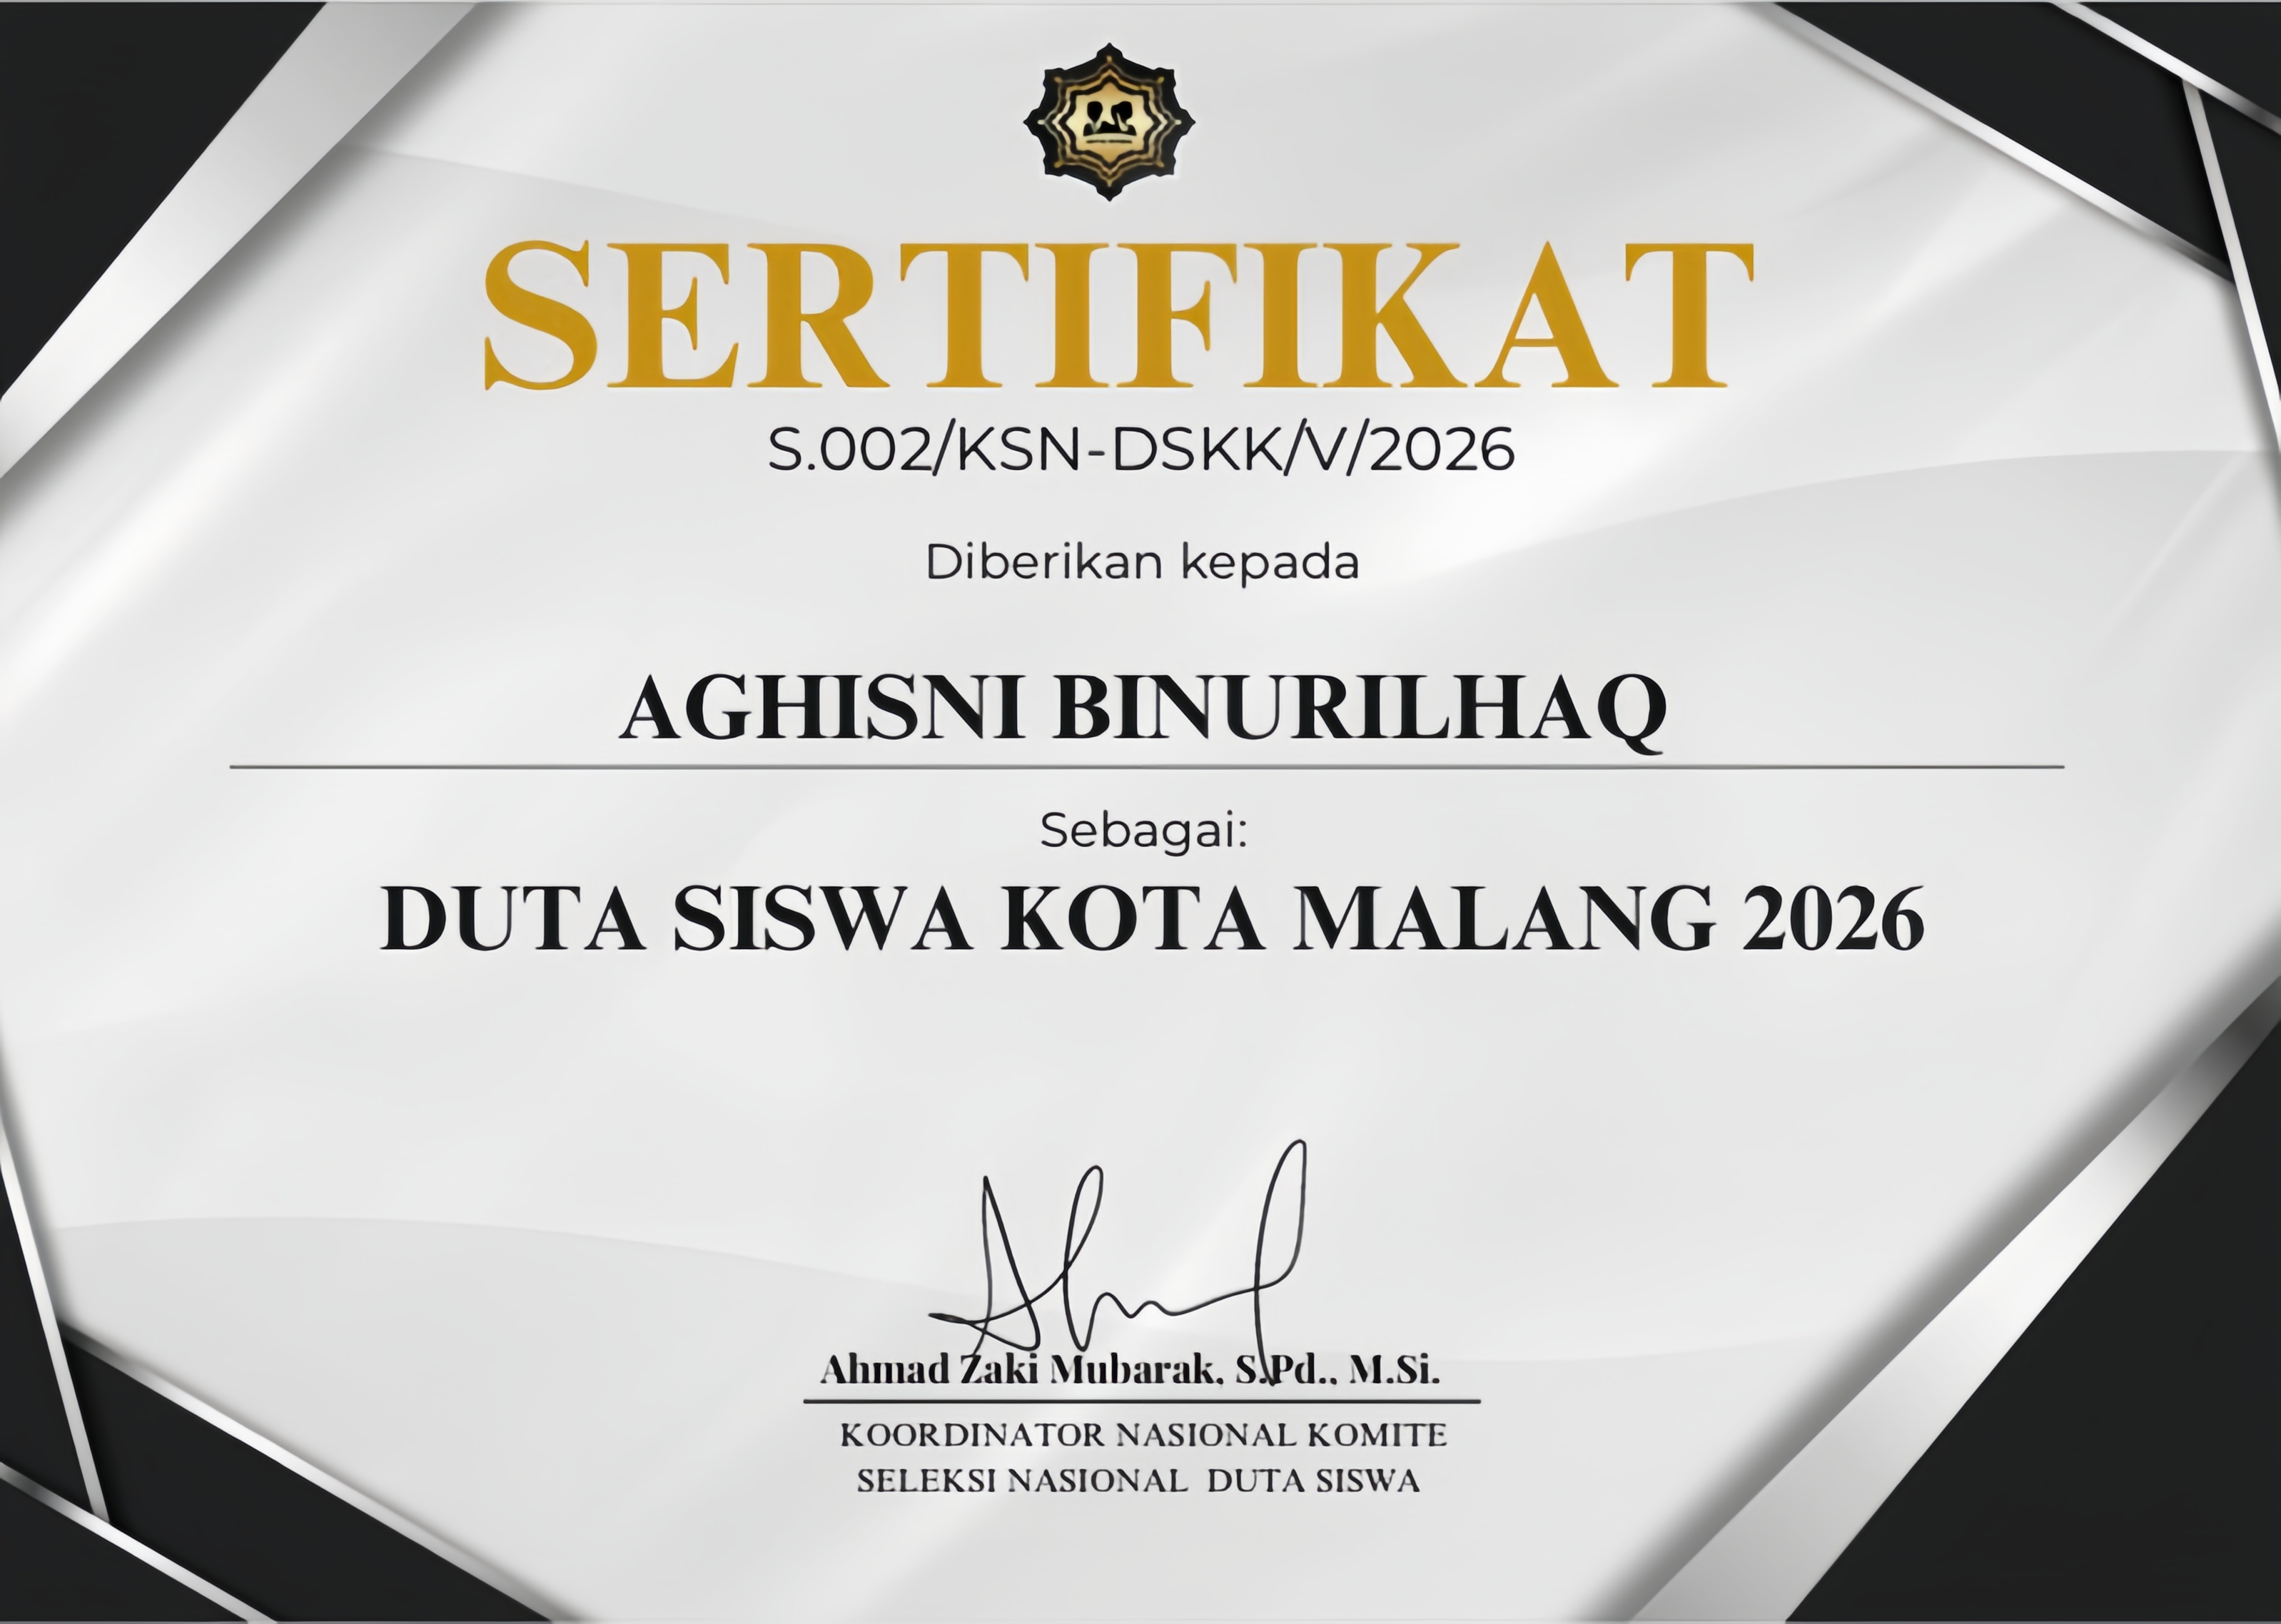 SERTIFIKAT
S.002/KSN-DSKK/V/2026
Diberikan kepada
AGHISNI BINURILHAQ
Sebagai:
DUTA SISWA KOTA MALANG 2026
Ahmad Zaki Mubarak, S.Pd., M.Si.
KOORDINATOR NASIONAL KOMITE
SELEKSI NASIONAL DUTA SISWA